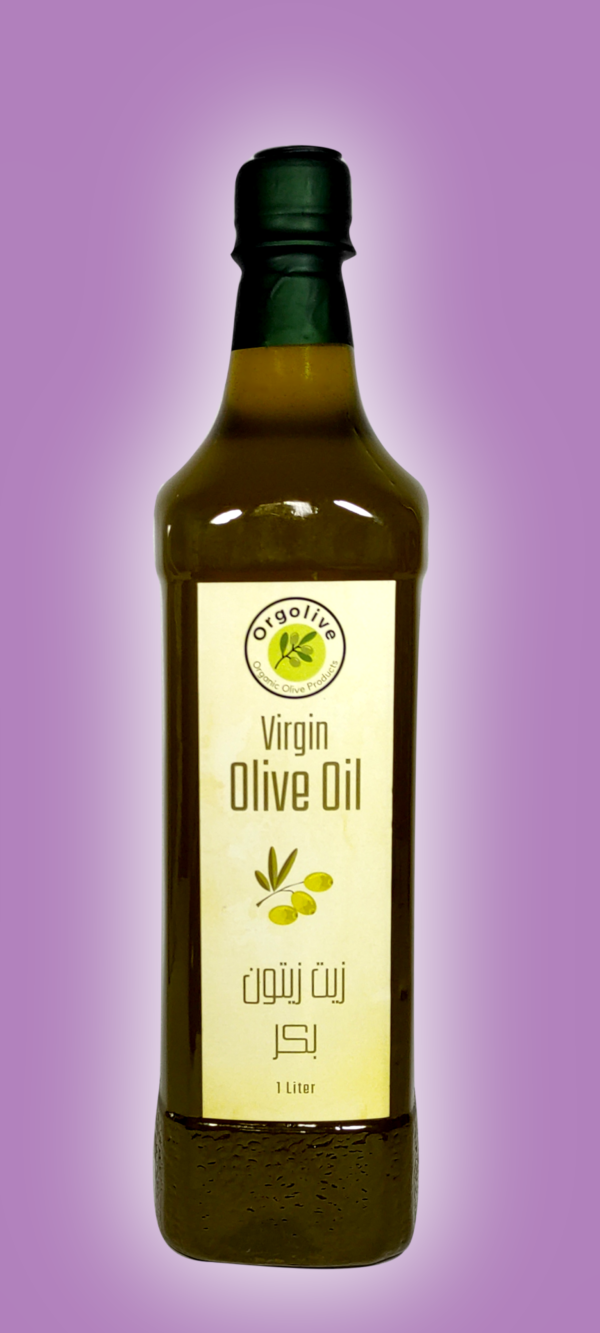 Orgolive
Organic Olive Products
Virgin
Olive Oil
زيت زيتون
بكر
1 Liter